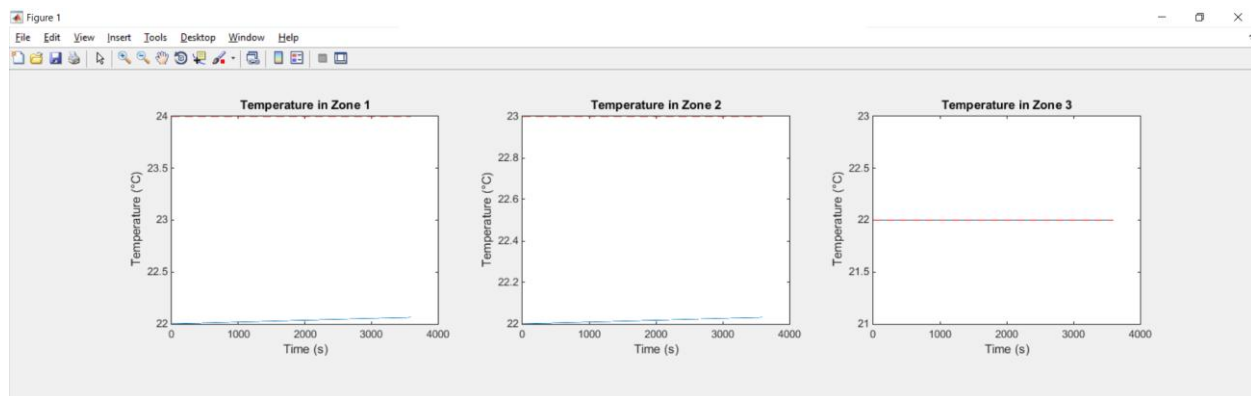 Figure 1
File Edit View Insert Tools Desktop Window Help
Temperature in Zone 1
24
23.5
23
22.5
22
Temperature (°C)
0 1000 2000 3000 4000
Time (s)
Temperature in Zone 2
23
22.8
22.6
22.4
22.2
22
Temperature (°C)
0 1000 2000 3000 4000
Time (s)
Temperature in Zone 3
23
22.5
22
21.5
21
Temperature (°C)
0 1000 2000 3000 4000
Time (s)